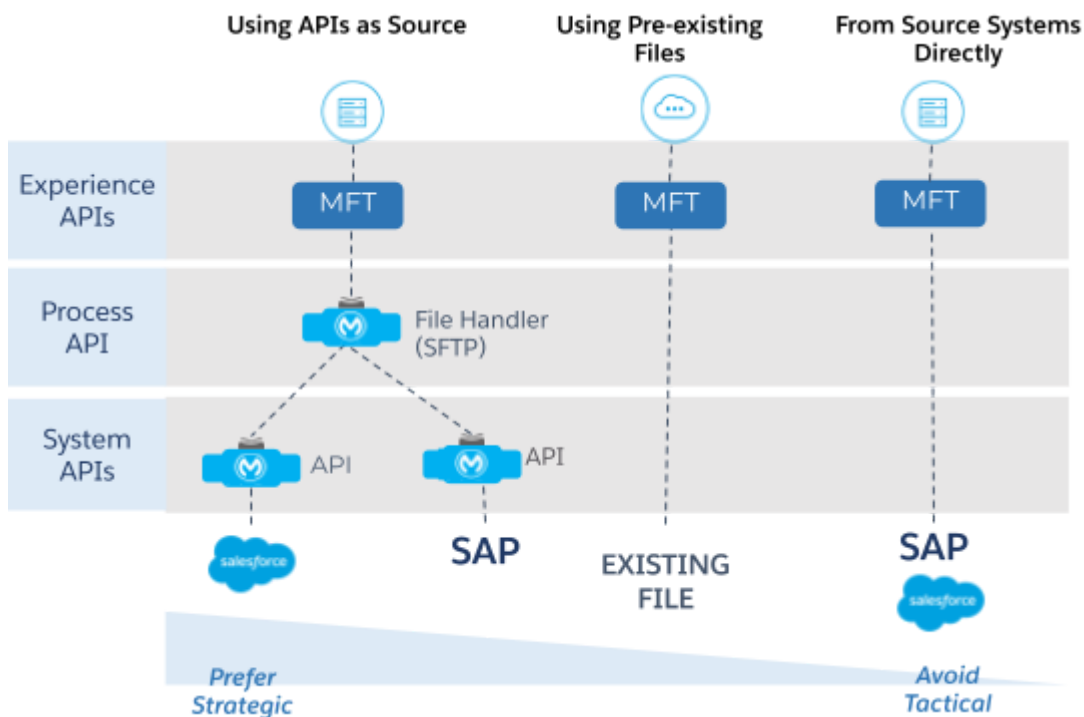 Using APIs as Source
Using Pre-existing
Files
From Source Systems
Directly
Experience
APIs
MFT
MFT
MFT
Process
API
File Handler
(SFTP)
System
APIs
API
API
salesforce
SAP
EXISTING
FILE
SAP
salesforce
Prefer
Strategic
Avoid
Tactical